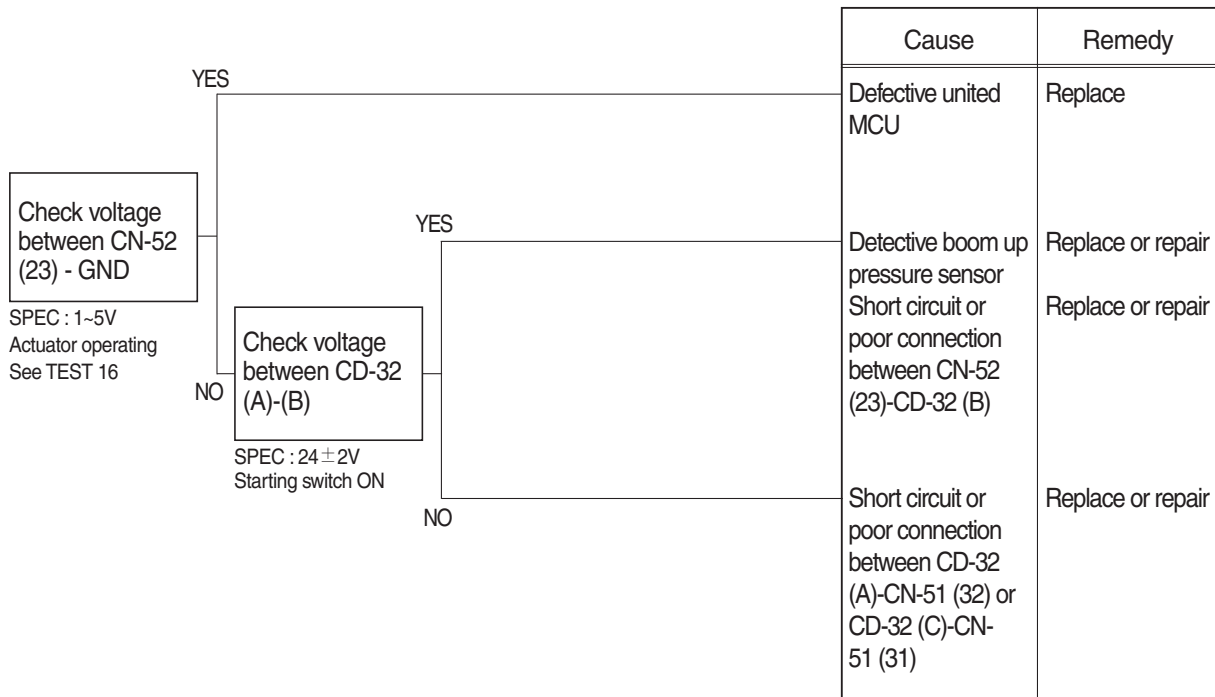 Cause
Remedy
YES
Defective united
MCU
Replace
Check voltage
between CN-52
(23) - GND
SPEC : 1~5V
Actuator operating
See TEST 16
NO
YES
Detective boom up
pressure sensor
Replace or repair
Short circuit or
poor connection
between CN-52
(23)-CD-32 (B)
Replace or repair
Check voltage
between CD-32
(A)-(B)
SPEC : 24±2V
Starting switch ON
NO
Short circuit or
poor connection
between CD-32
(A)-CN-51 (32) or
CD-32 (C)-CN-
51 (31)
Replace or repair